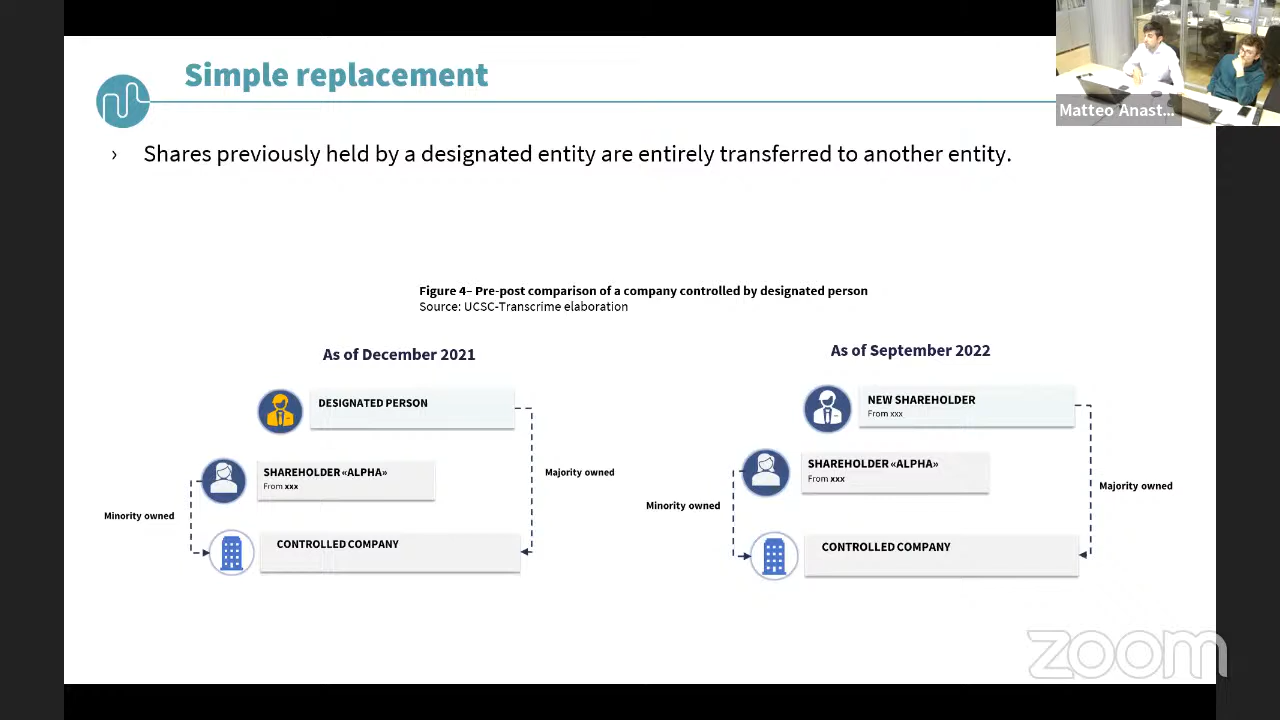 Simple replacement
Matteo Anast...
› Shares previously held by a designated entity are entirely transferred to another entity.
Figure 4– Pre-post comparison of a company controlled by designated person
Source: UCSC-Transcrime elaboration
As of December 2021
DESIGNATED PERSON
SHAREHOLDER «ALPHA»
From xxx
Majority owned
Minority owned
CONTROLLED COMPANY
As of September 2022
NEW SHAREHOLDER
From xxx
SHAREHOLDER «ALPHA»
From xxx
Majority owned
Minority owned
CONTROLLED COMPANY
zoom